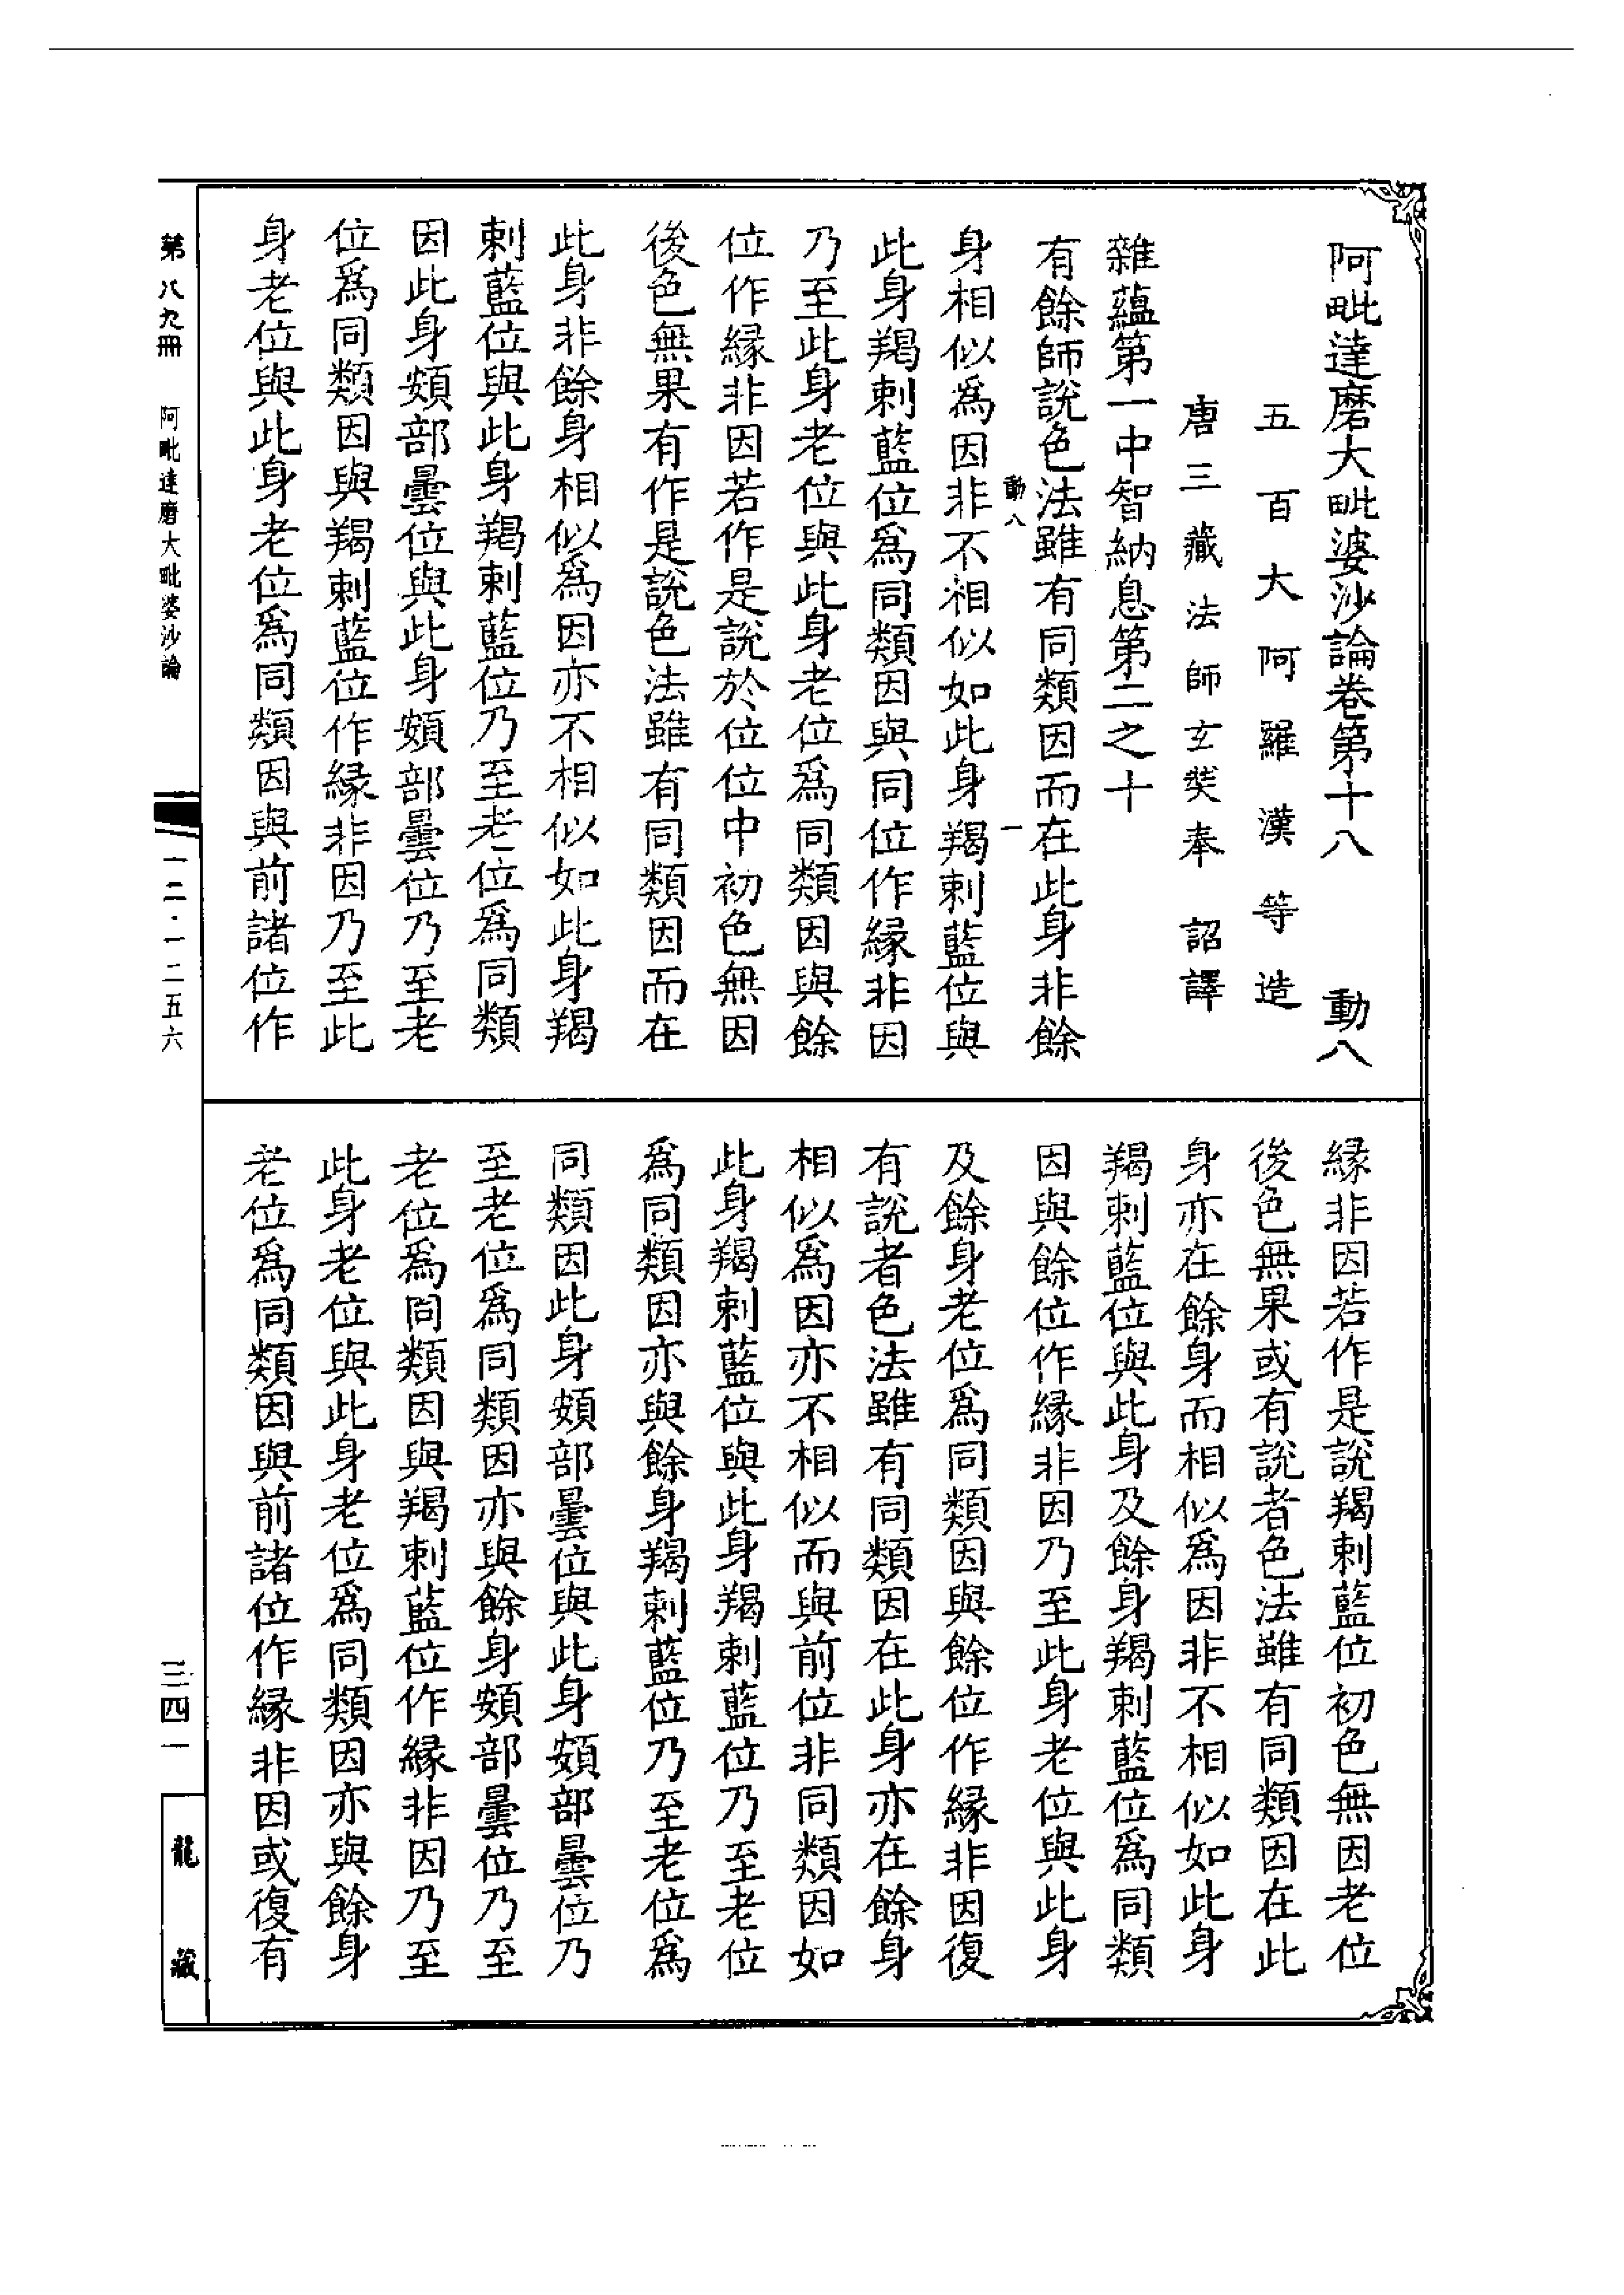 阿毗達磨大毗婆沙論卷第十八 動八
五百大阿羅漢等造
唐三藏法師玄奘奉 詔譯
雜蘊第一中智納息第二之十
有餘師說色法雖有同類因而在此身非餘
動八 一
身相似為因非不相似如此身羯剌藍位與
此身羯剌藍位為同類因與同位作緣非因
乃至此身老位與此身老位為同類因與餘
位作緣非因若作是說於位位中初色無因
後色無果有作是說色法雖有同類因而在
此身非餘身相似為因亦不相似如此身羯
剌藍位與此身羯剌藍位乃至老位為同類
因此身頞部曇位與此身頞部曇位乃至老
位為同類因與羯剌藍位作緣非因乃至此
身老位與此身老位為同類因與前諸位作
緣非因若作是說羯剌藍位初色無因老位
後色無果或有說者色法雖有同類因在此
身亦在餘身而相似為因非不相似如此身
羯剌藍位與此身及餘身羯剌藍位為同類
因與餘位作緣非因乃至此身老位與此身
及餘身老位為同類因與餘位作緣非因復
有說者色法雖有同類因在此身亦在餘身
相似為因亦不相似而與前位非同類因如
此身羯剌藍位與此身羯剌藍位乃至老位
為同類因亦與餘身羯剌藍位乃至老位為
同類因此身頞部曇位與此身頞部曇位乃
至老位為同類因亦與餘身頞部曇位乃至
老位為同類因與羯剌藍位作緣非因乃至
此身老位與此身老位為同類因亦與餘身
老位為同類因與前諸位作緣非因或復有
第八九冊 阿毗達磨大毗婆沙論
一二·一二五六
三四一
龍藏